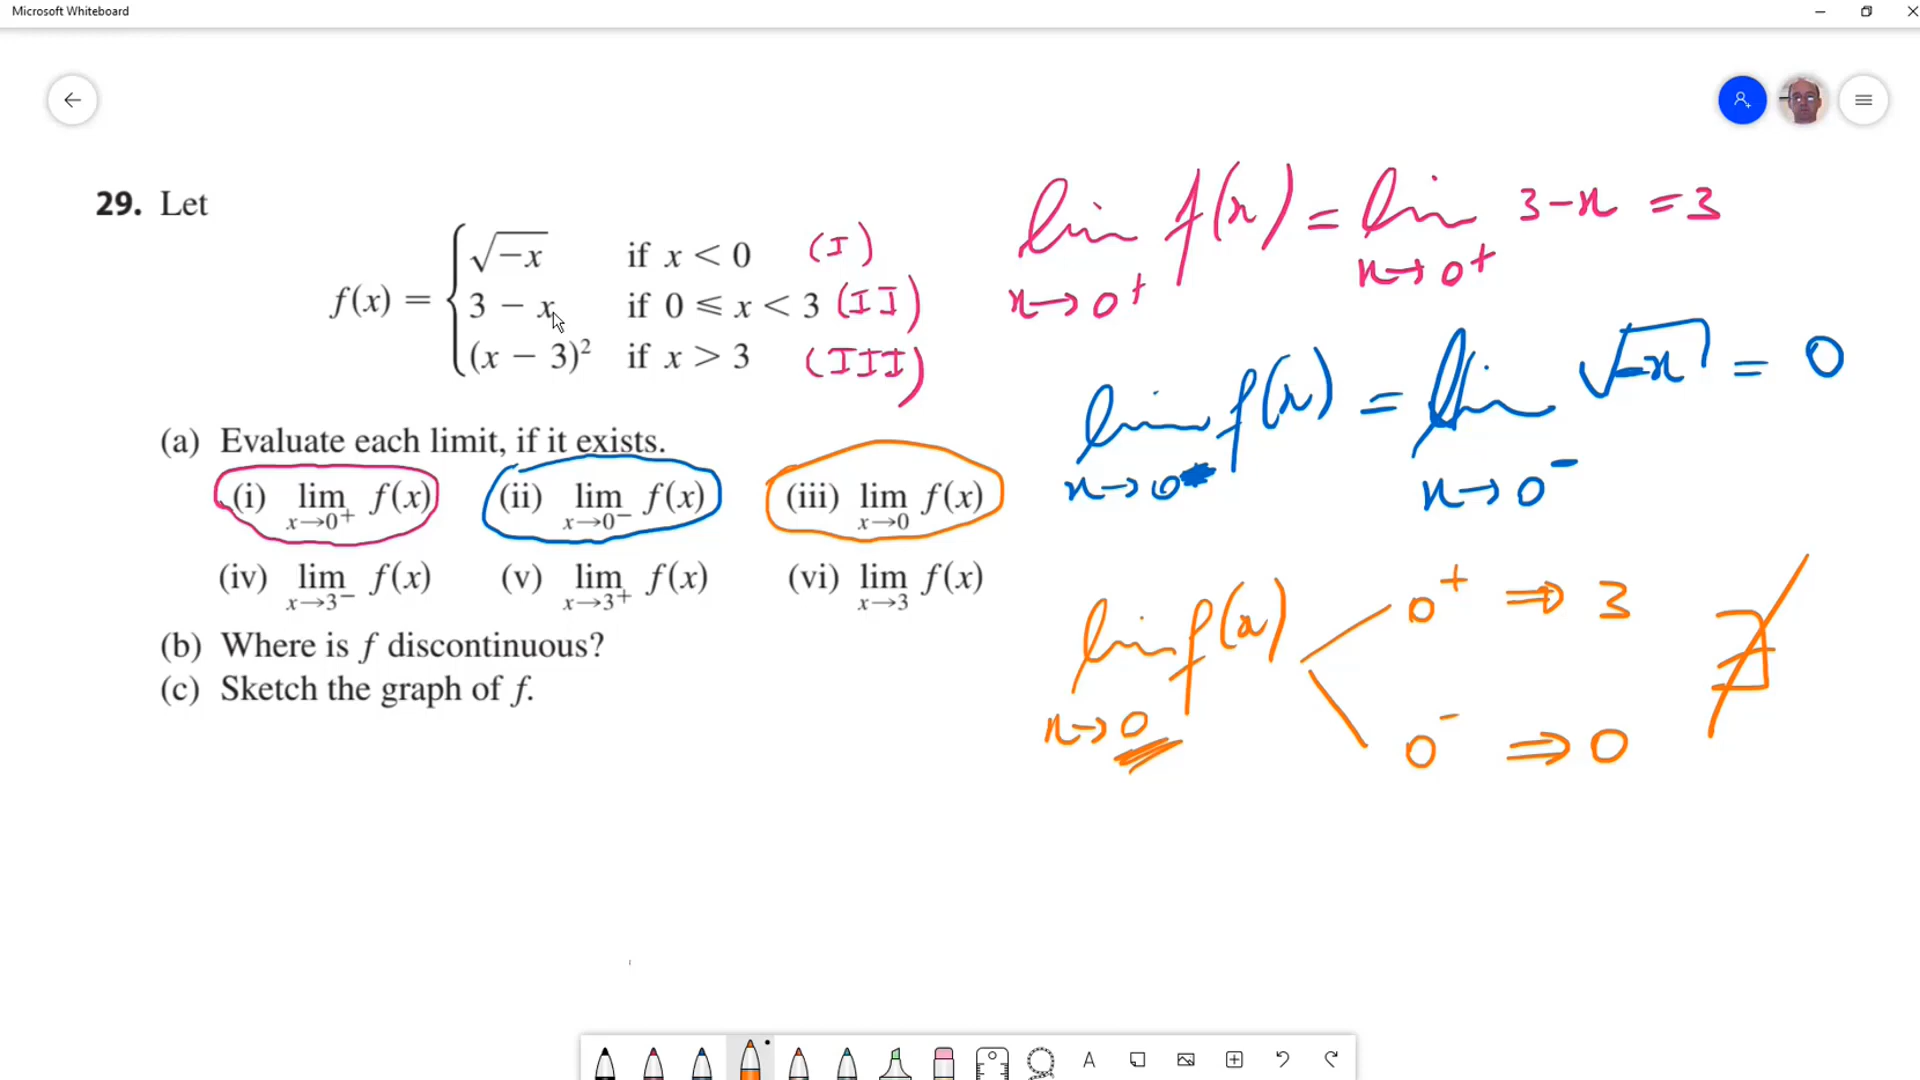 Microsoft Whiteboard
29. Let
f(x) = { √−x if x < 0 (I)
3 − x if 0 ⩽ x < 3 (II)
(x − 3)² if x > 3 (III)
(a) Evaluate each limit, if it exists.
(i) lim x→0⁺ f(x) (ii) lim x→0⁻ f(x) (iii) lim x→0 f(x)
(iv) lim x→3⁻ f(x) (v) lim x→3⁺ f(x) (vi) lim x→3 f(x)
(b) Where is f discontinuous?
(c) Sketch the graph of f.
lim x→0⁺ f(x) = lim x→0⁺ 3−x = 3
lim x→0⁻ f(x) = lim x→0⁻ √−x = 0
lim x→0 f(x)
0⁺ ⇒ 3
0⁻ ⇒ 0
∄
A